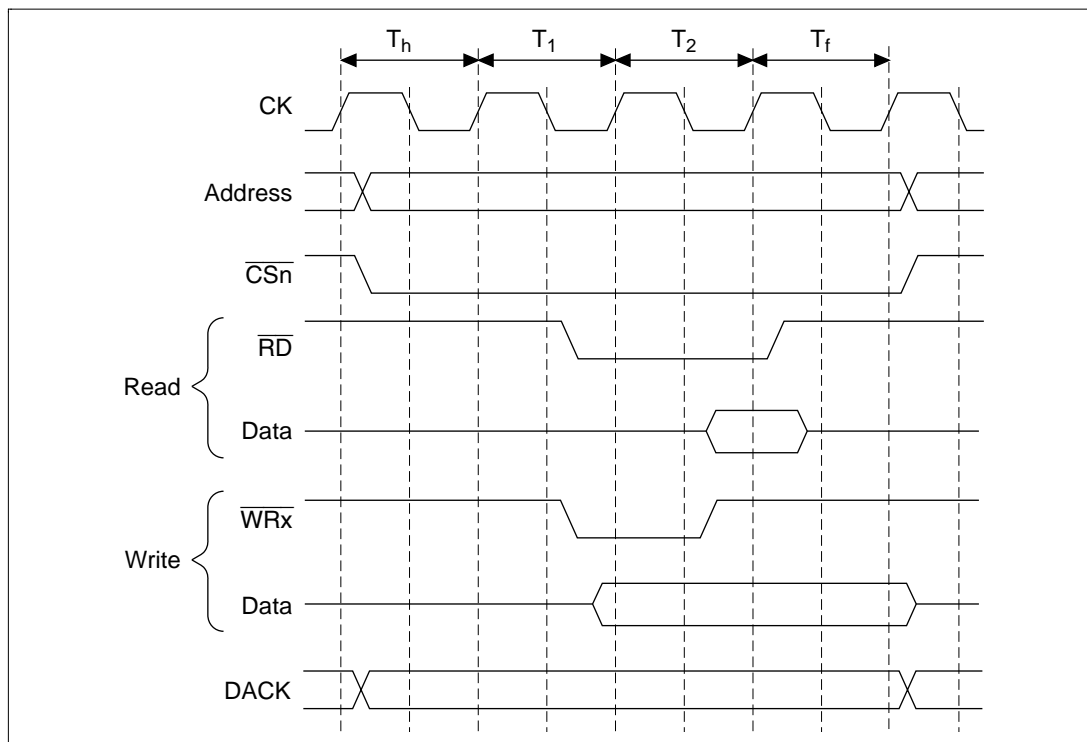 Th T1 T2 Tf
CK
Address
CSn
RD
Read
Data
WRx
Write
Data
DACK